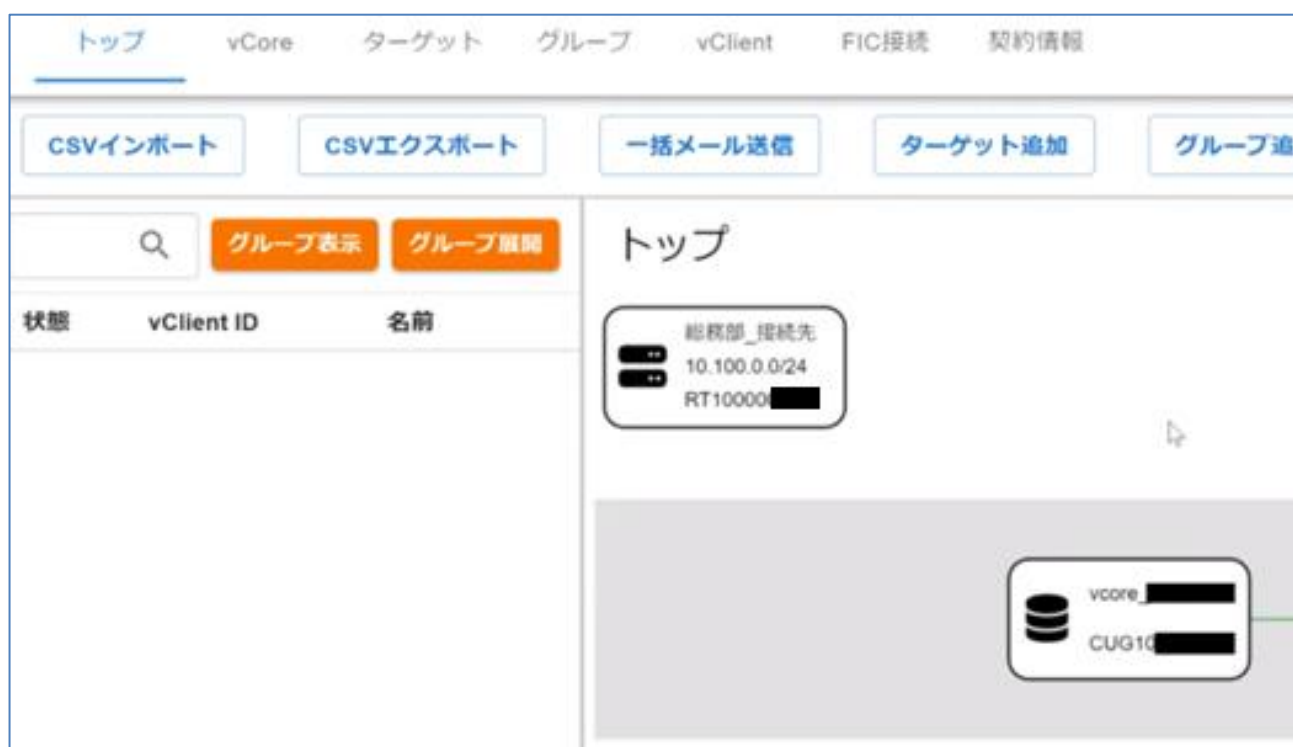 トップ vCore ターゲット グループ vClient FIC接続 契約情報
CSVインポート CSVエクスポート 一括メール送信 ターゲット追加 グループ追
グループ表示 グループ展開
トップ
状態 vClient ID 名前
総務部_接続先
10.100.0.0/24
RT10000
vcore_
CUG10